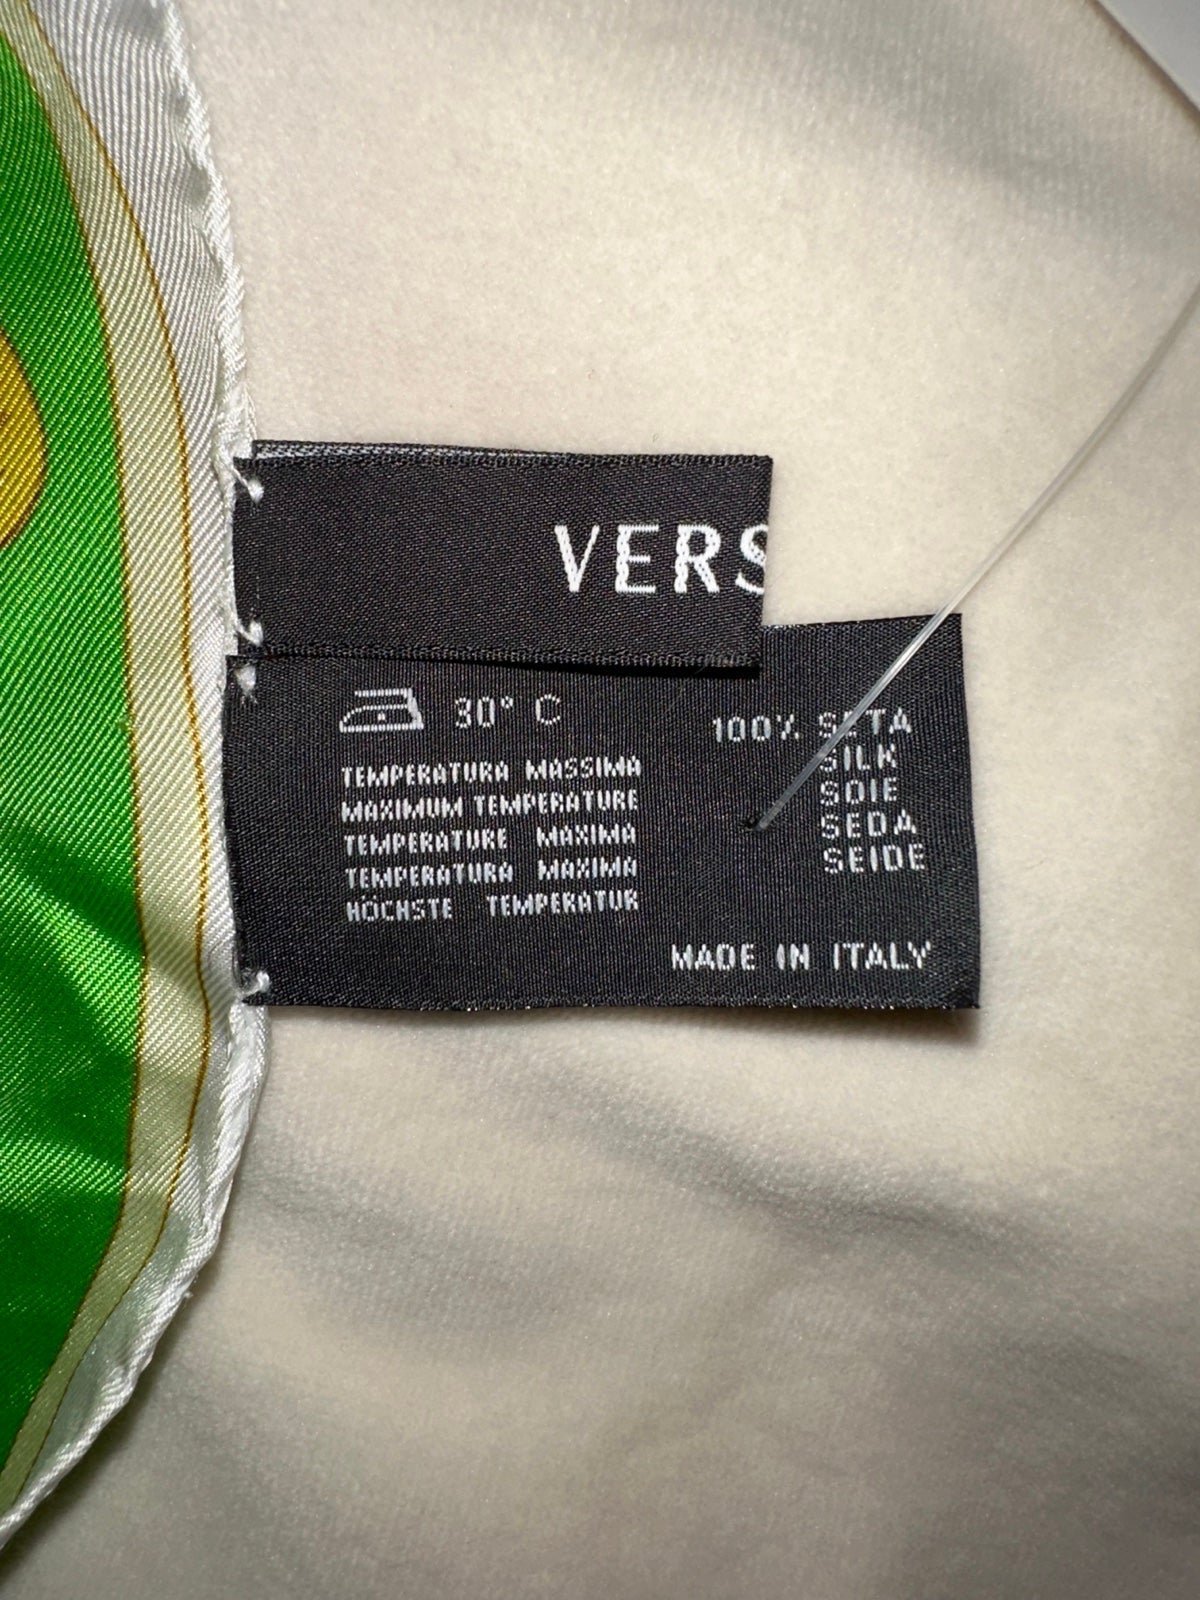 VERS
30° C
TEMPERATURA MASSIMA
MAXIMUM TEMPERATURE
TEMPERATURE MAXIMA
TEMPERATURA MAXIMA
HÖCHSTE TEMPERATUR
100% SETA
SILK
SOIE
SEDA
SEIDE
MADE IN ITALY